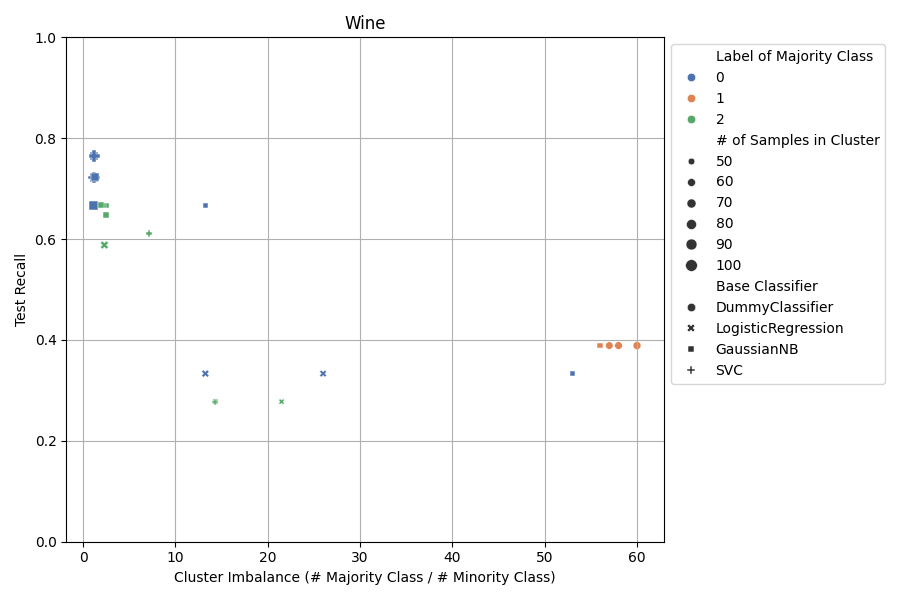 Wine
1.0
0.8
0.6
0.4
0.2
0.0
Test Recall
0 10 20 30 40 50 60
Cluster Imbalance (# Majority Class / # Minority Class)
Label of Majority Class
0
1
2
# of Samples in Cluster
50
60
70
80
90
100
Base Classifier
DummyClassifier
LogisticRegression
GaussianNB
SVC